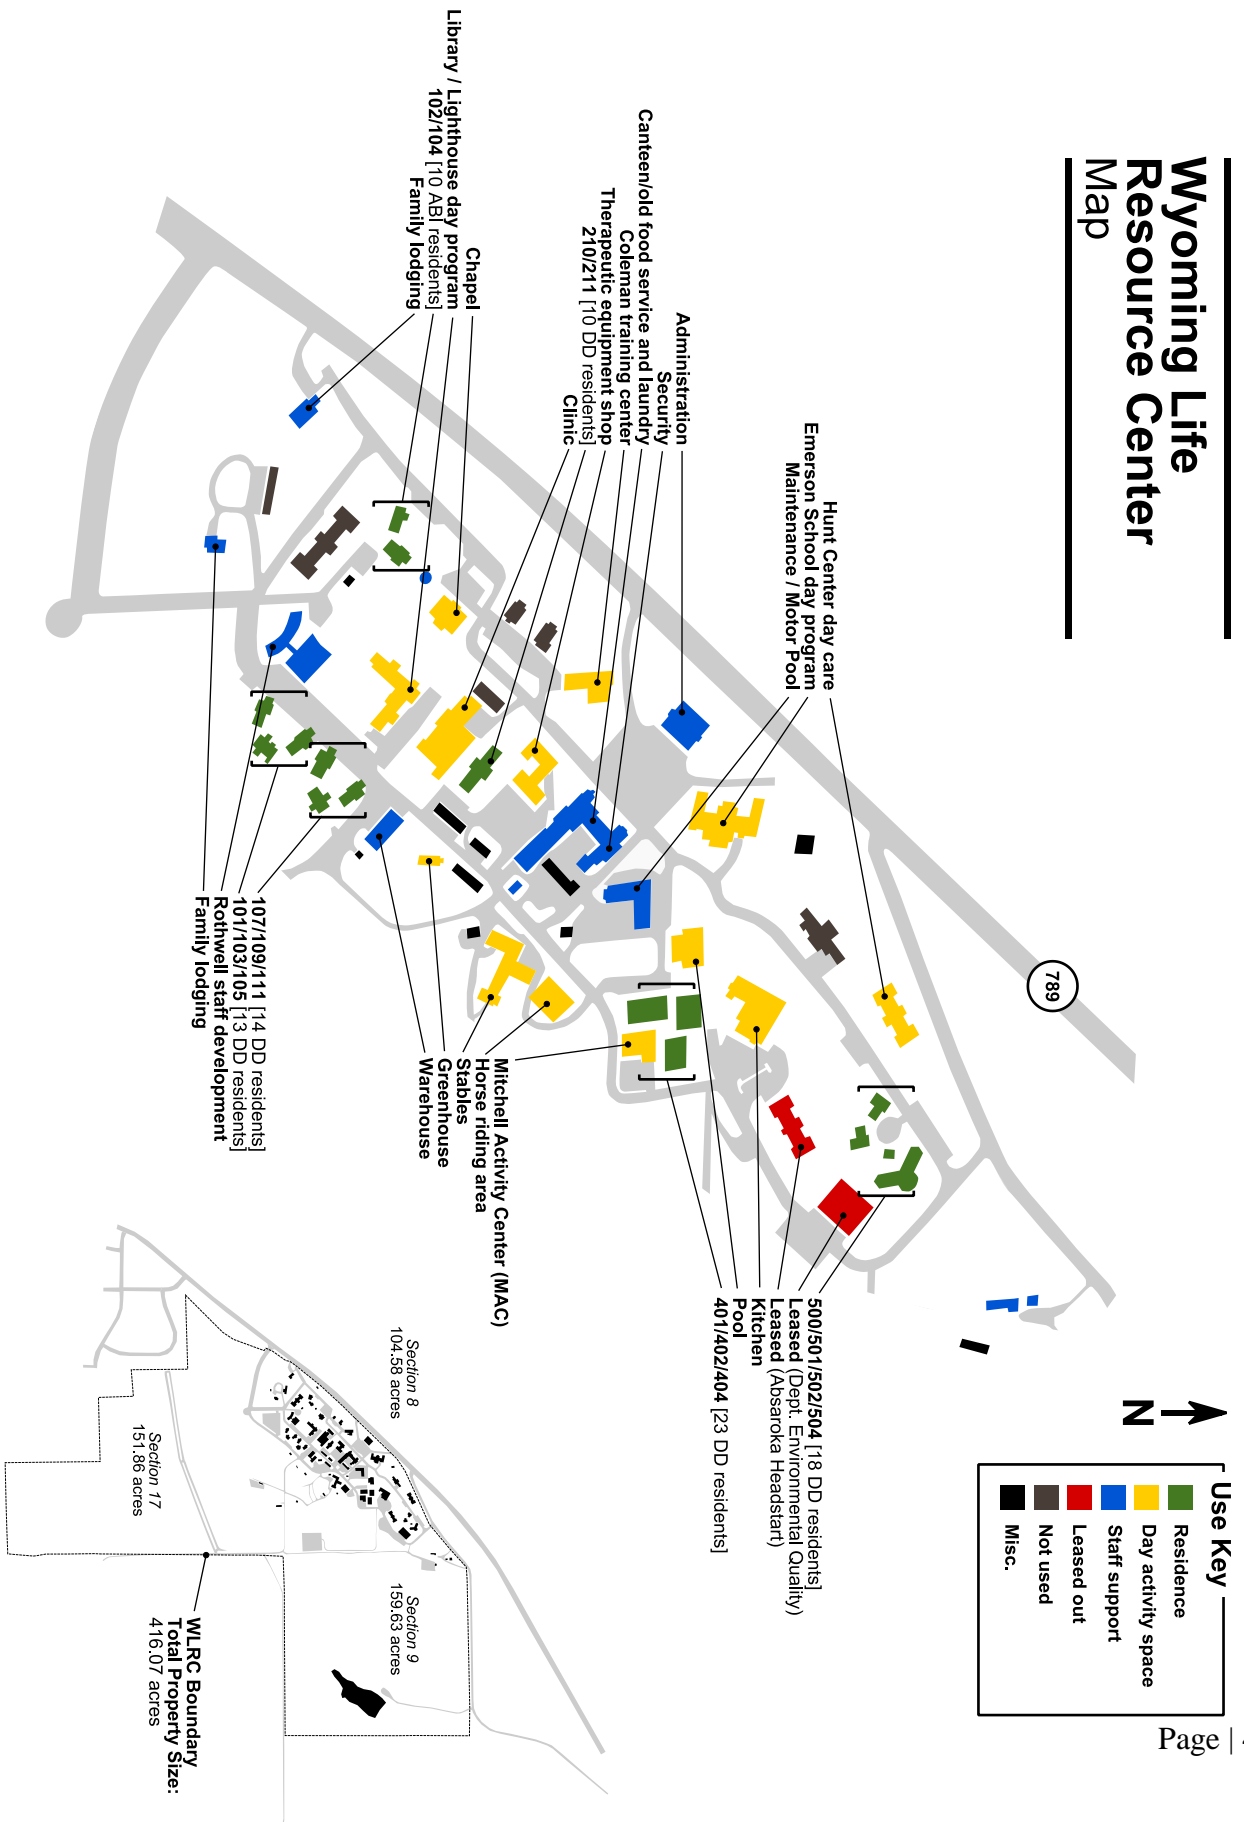 Wyoming Life
Resource Center
Map
Use Key
Residence
Day activity space
Staff support
Leased out
Not used
Misc.
N
789
Hunt Center day care
Emerson School day program
Maintenance / Motor Pool
Administration
Security
Canteen/old food service and laundry
Coleman training center
Therapeutic equipment shop
210/211 [10 DD residents]
Clinic
Chapel
Library / Lighthouse day program
102/104 [10 ABI residents]
Family lodging
500/501/502/504 [18 DD residents]
Leased (Dept. Environmental Quality)
Leased (Absaroka Headstart)
Kitchen
Pool
401/402/404 [23 DD residents]
Mitchell Activity Center (MAC)
Horse riding area
Stables
Greenhouse
Warehouse
107/109/111 [14 DD residents]
101/103/105 [13 DD residents]
Rothwell staff development
Family lodging
Section 8
104.58 acres
Section 9
159.63 acres
Section 17
151.86 acres
WLRC Boundary
Total Property Size:
416.07 acres
Page |